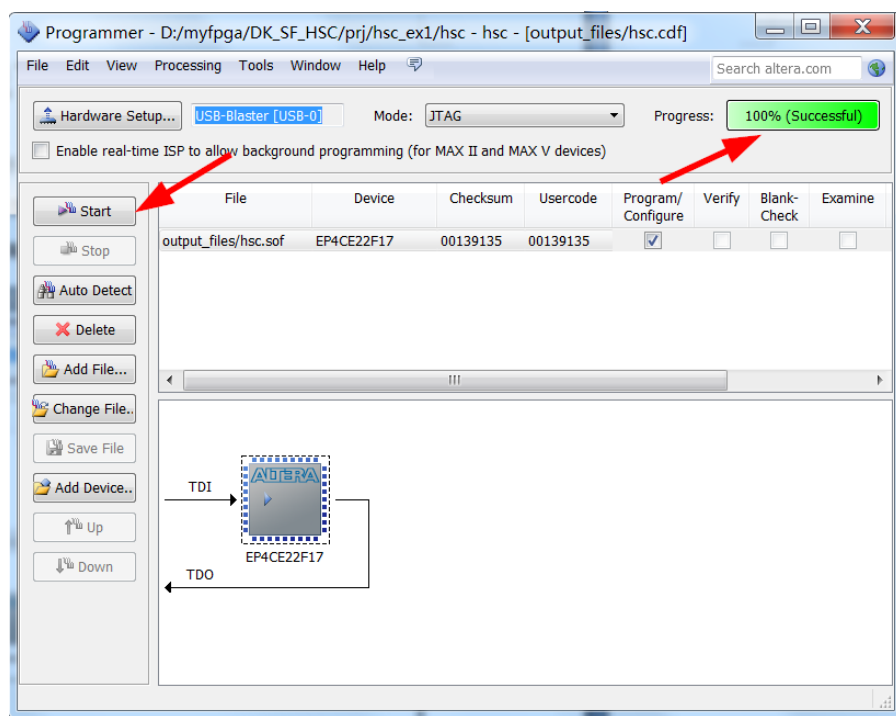 Programmer - D:/myfpga/DK_SF_HSC/prj/hsc_ex1/hsc - hsc - [output_files/hsc.cdf]
File Edit View Processing Tools Window Help Search altera.com
Hardware Setup... USB-Blaster [USB-0] Mode: JTAG Progress: 100% (Successful)
Enable real-time ISP to allow background programming (for MAX II and MAX V devices)
Start
Stop
Auto Detect
Delete
Add File...
Change File..
Save File
Add Device..
Up
Down
File Device Checksum Usercode Program/ Verify Blank- Examine
Configure Check
output_files/hsc.sof EP4CE22F17 00139135 00139135
TDI
ALTERA
EP4CE22F17
TDO